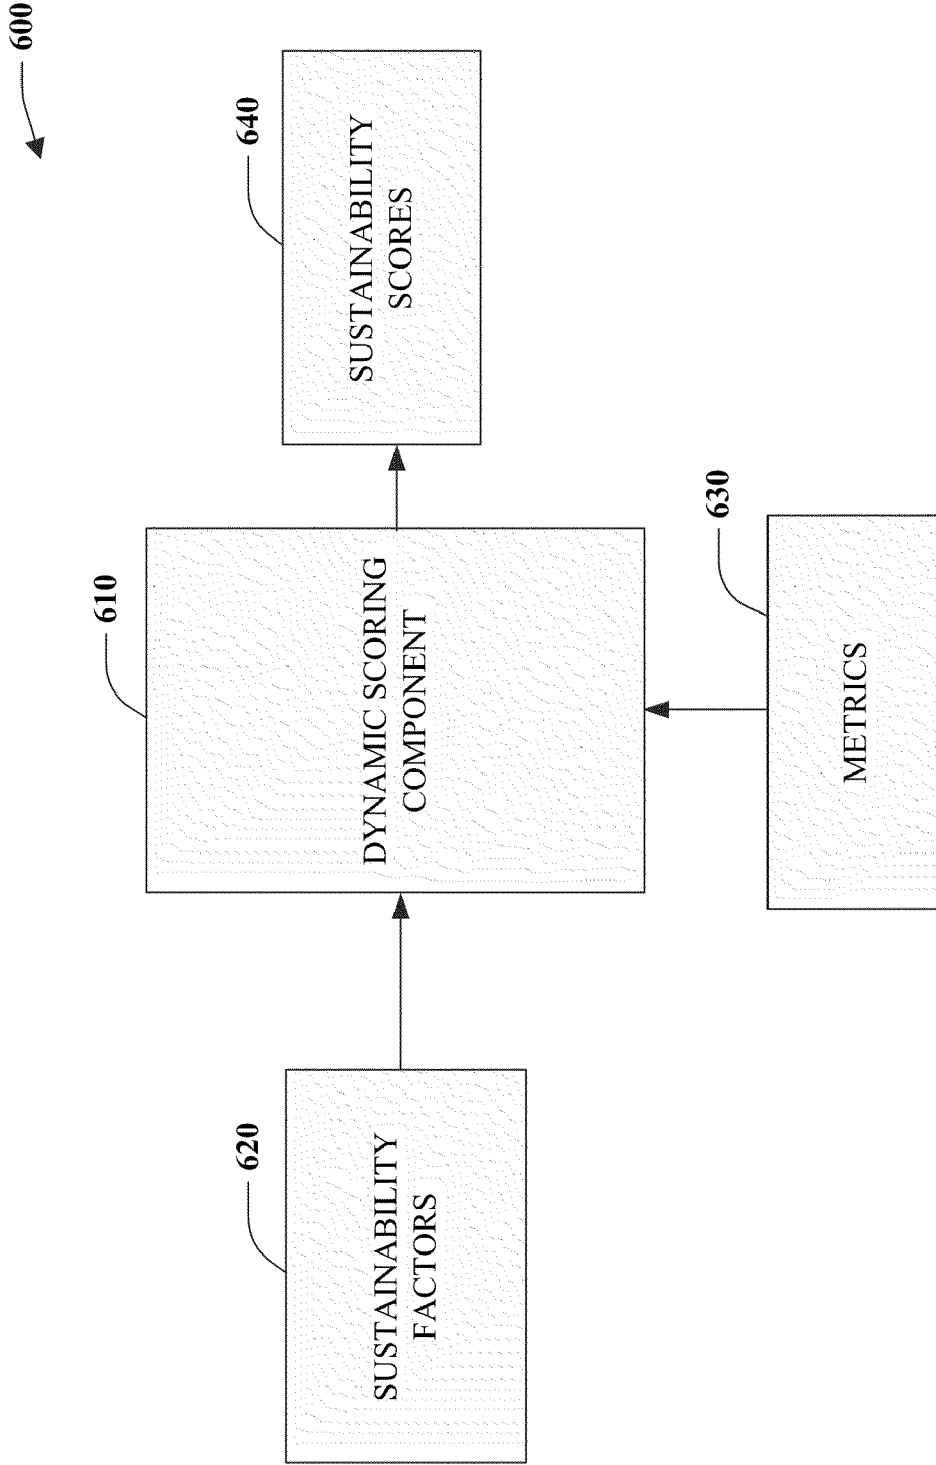 600
640
SUSTAINABILITY
SCORES
610
DYNAMIC SCORING
COMPONENT
630
METRICS
620
SUSTAINABILITY
FACTORS